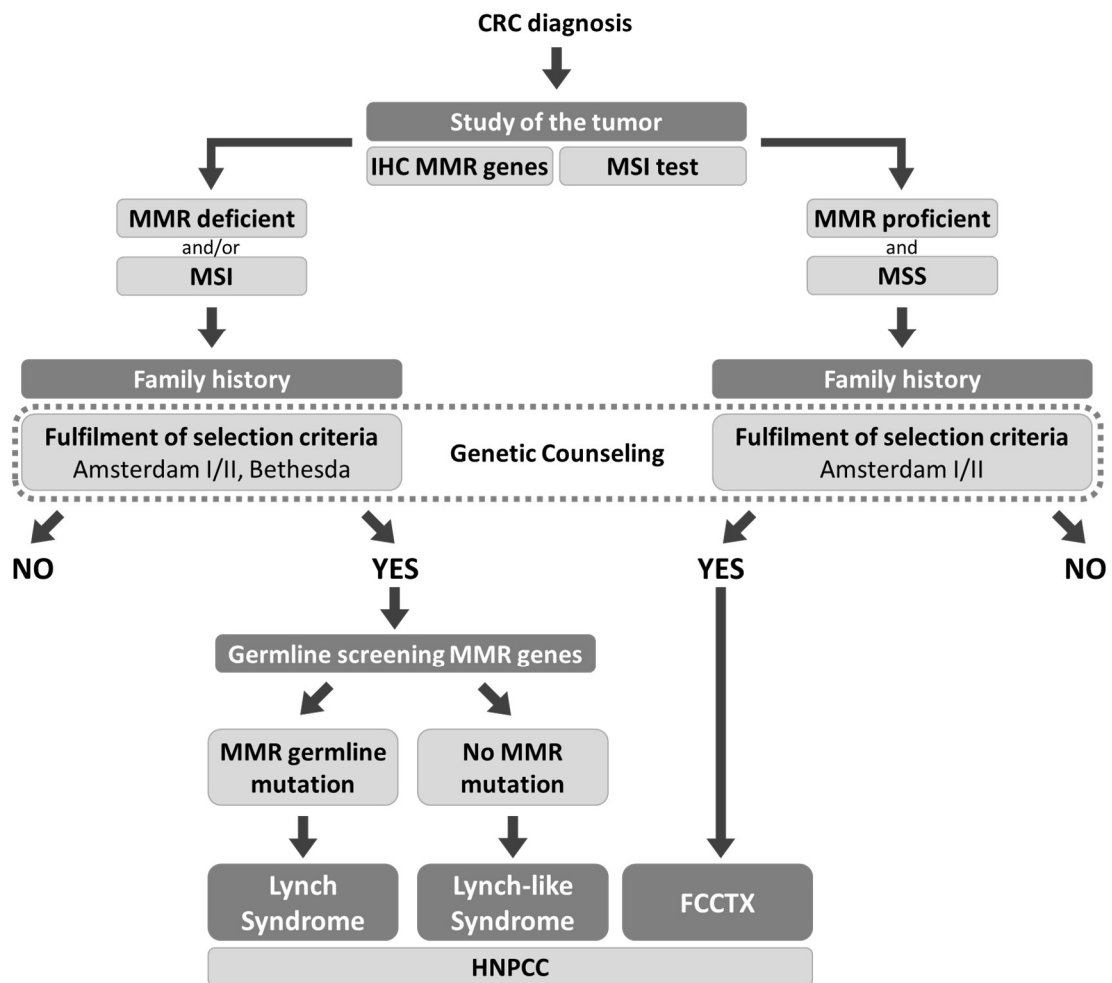 CRC diagnosis
Study of the tumor
IHC MMR genes
MSI test
MMR deficient
and/or
MSI
MMR proficient
and
MSS
Family history
Family history
Fulfilment of selection criteria
Amsterdam I/II, Bethesda
Genetic Counseling
Fulfilment of selection criteria
Amsterdam I/II
NO
YES
YES
NO
Germline screening MMR genes
MMR germline
mutation
No MMR
mutation
Lynch
Syndrome
Lynch-like
Syndrome
FCCTX
HNPCC